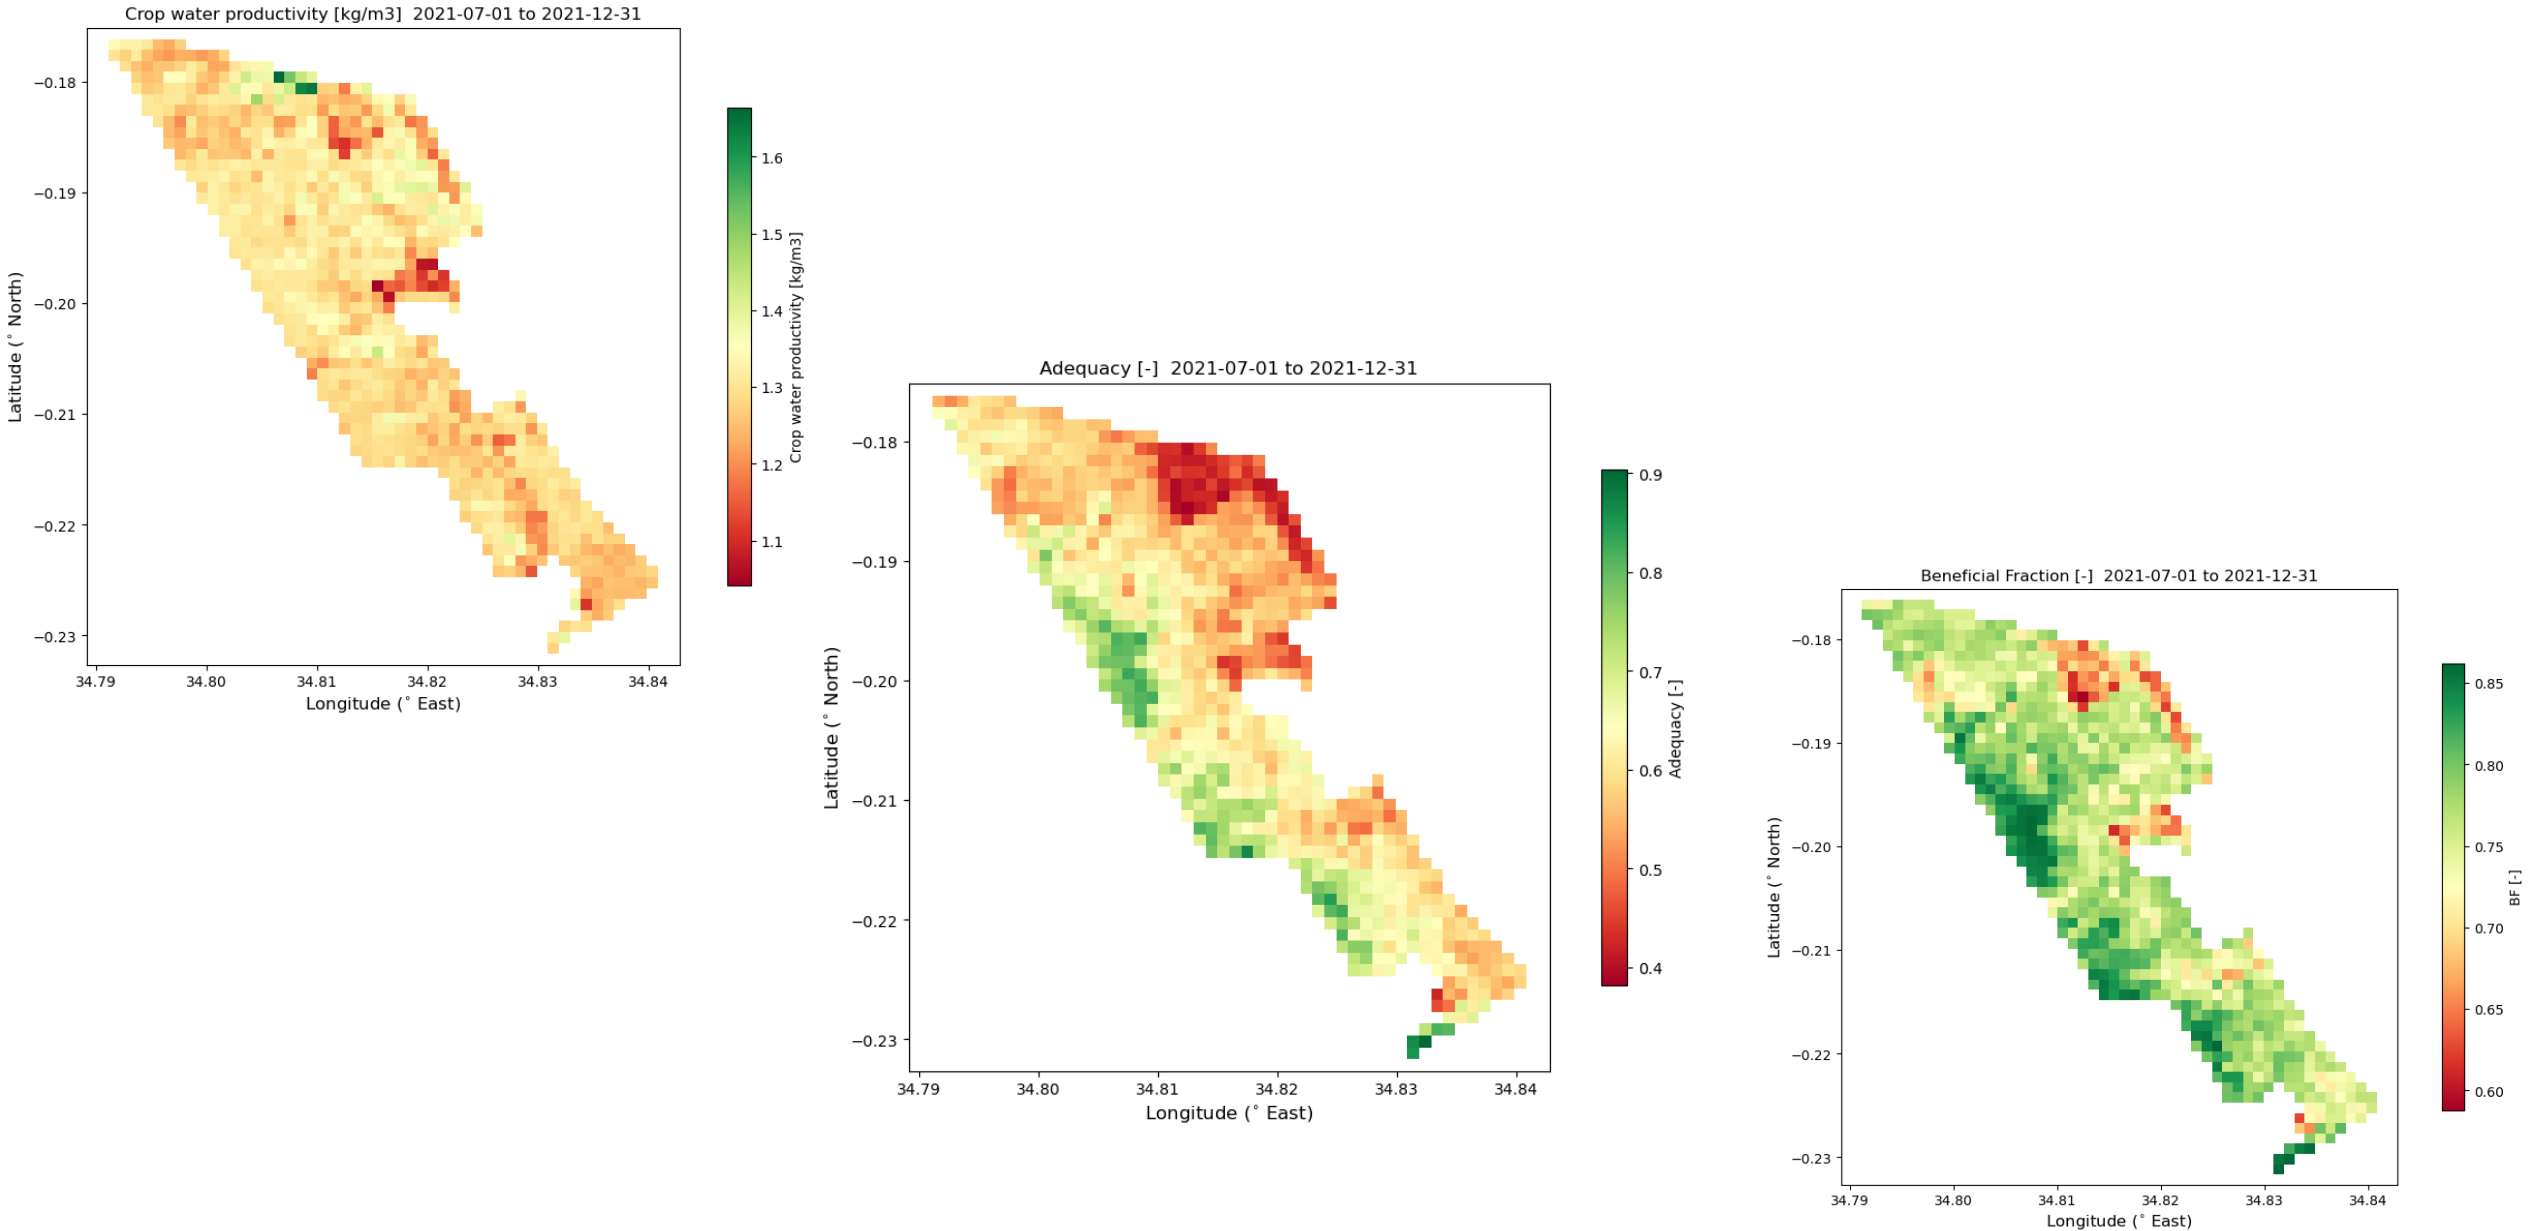 Crop water productivity [kg/m3]  2021-07-01 to 2021-12-31
−0.18
−0.19
−0.20
−0.21
−0.22
−0.23
Latitude (˚ North)
34.79 34.80 34.81 34.82 34.83 34.84
Longitude (˚ East)
1.6
1.5
1.4
1.3
1.2
1.1
Crop water productivity [kg/m3]
Adequacy [-]  2021-07-01 to 2021-12-31
−0.18
−0.19
−0.20
−0.21
−0.22
−0.23
Latitude (˚ North)
34.79 34.80 34.81 34.82 34.83 34.84
Longitude (˚ East)
0.9
0.8
0.7
0.6
0.5
0.4
Adequacy [-]
Beneficial Fraction [-]  2021-07-01 to 2021-12-31
−0.18
−0.19
−0.20
−0.21
−0.22
−0.23
Latitude (˚ North)
34.79 34.80 34.81 34.82 34.83 34.84
Longitude (˚ East)
0.85
0.80
0.75
0.70
0.65
0.60
BF [-]